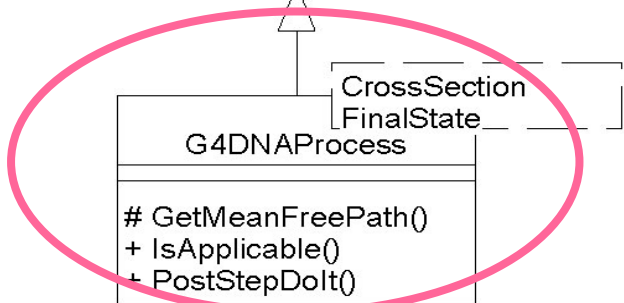 CrossSection
FinalState
G4DNAProcess
# GetMeanFreePath()
+ IsApplicable()
+ PostStepDoIt()